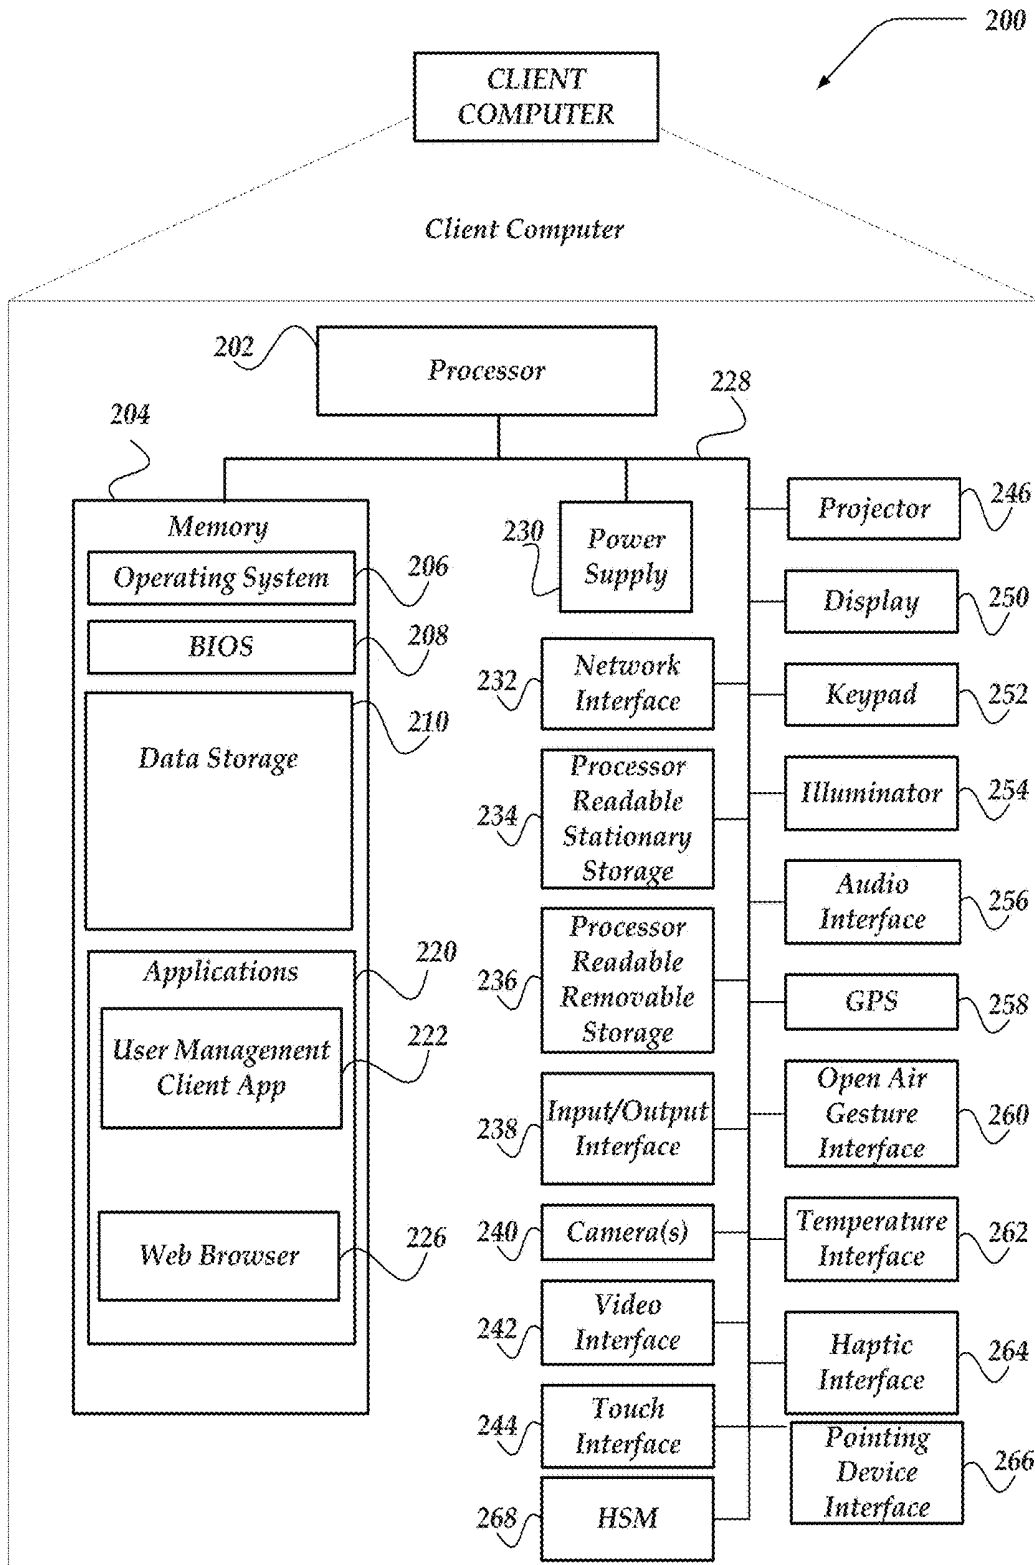 200
CLIENT
COMPUTER
Client Computer
202
Processor
228
204
Memory
Operating System
206
BIOS
208
210
Data Storage
Applications
220
User Management
Client App
222
Web Browser
226
230
Power
Supply
232
Network
Interface
234
Processor
Readable
Stationary
Storage
236
Processor
Readable
Removable
Storage
238
Input/Output
Interface
240
Camera(s)
242
Video
Interface
244
Touch
Interface
268
HSM
Projector
246
Display
250
Keypad
252
Illuminator
254
Audio
Interface
256
GPS
258
Open Air
Gesture
Interface
260
Temperature
Interface
262
Haptic
Interface
264
Pointing
Device
Interface
266